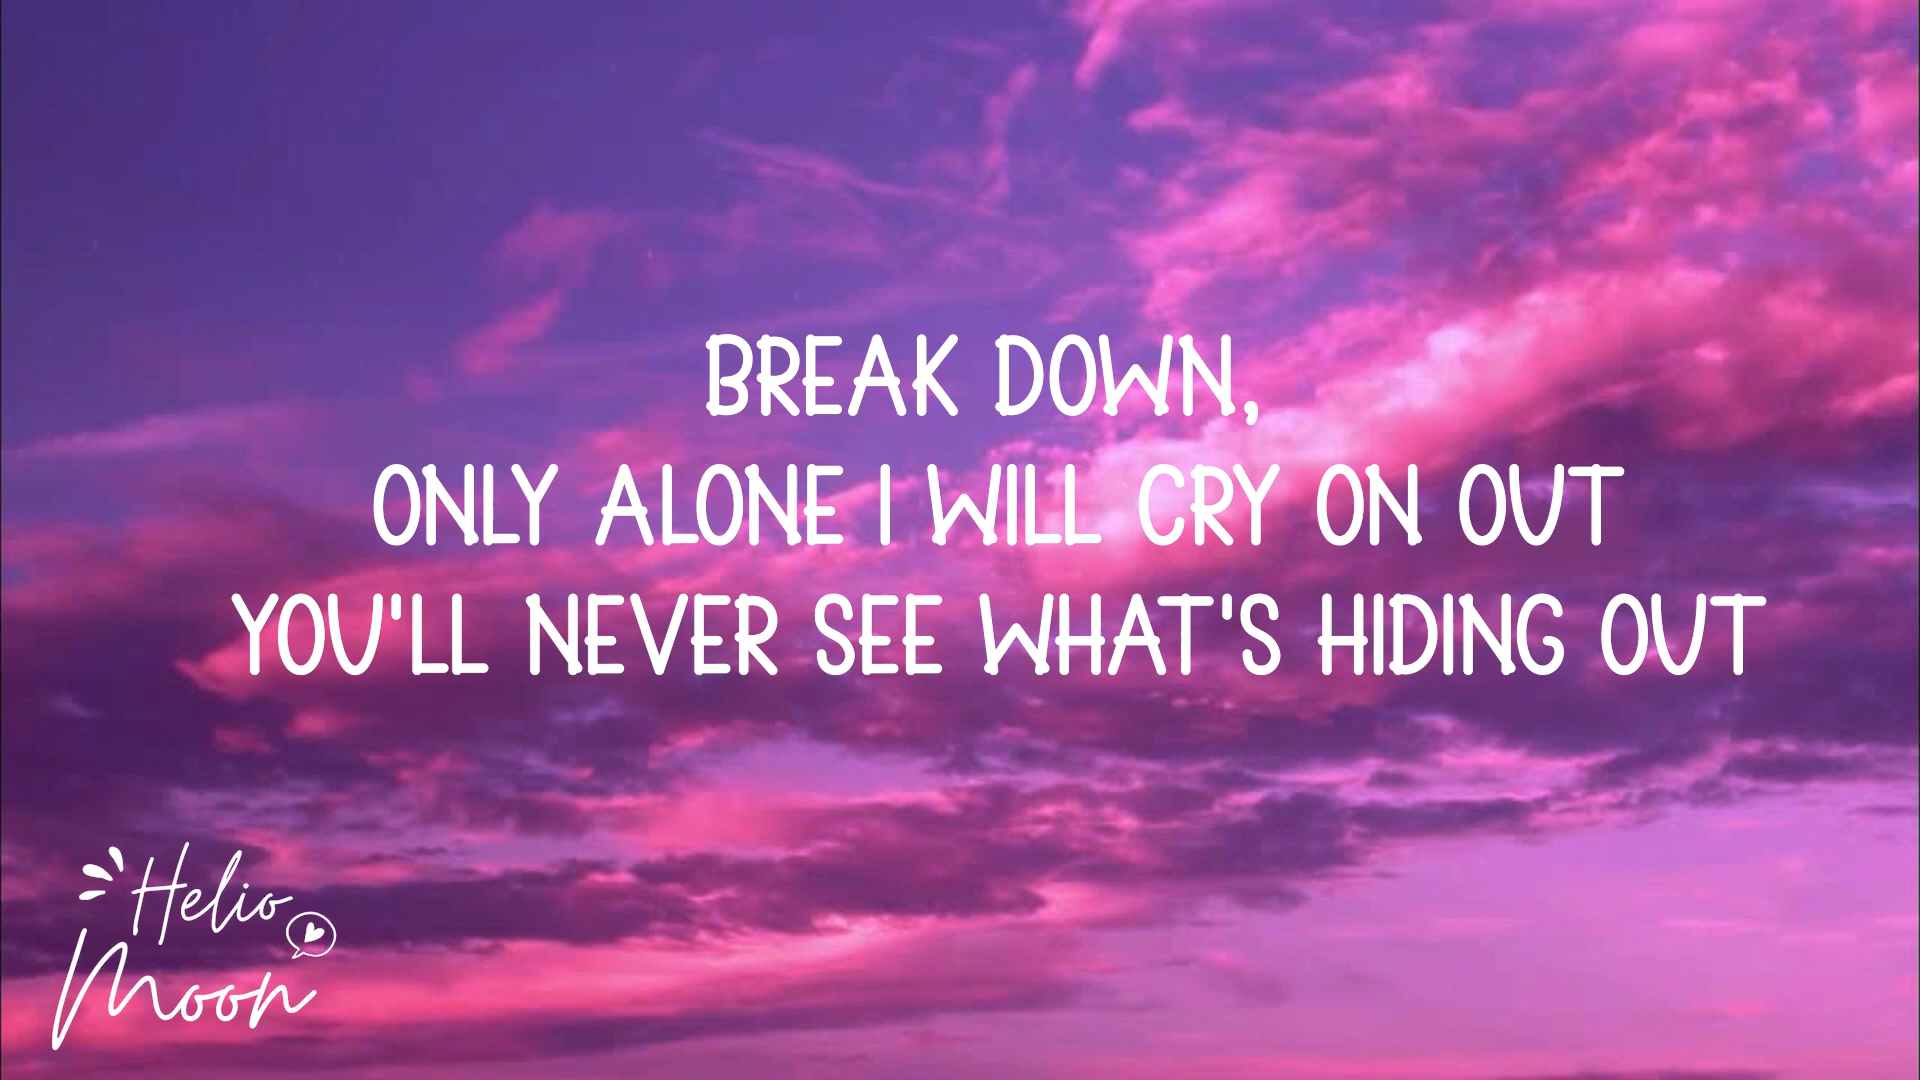 BREAK DOWN,
ONLY ALONE I WILL CRY ON OUT
YOU'LL NEVER SEE WHAT'S HIDING OUT
Helio
Moon